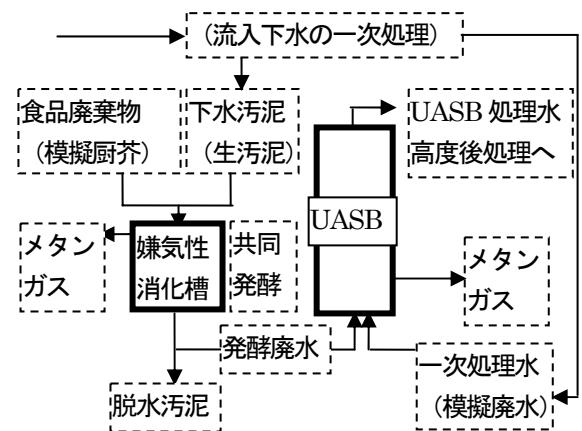 （流入下水の一次処理）
食品廃棄物
（模擬厨芥）
下水汚泥
（生汚泥）
UASB 処理水
高度後処理へ
UASB
メタン
ガス
嫌気性
消化槽
共同
発酵
メタン
ガス
発酵廃水
一次処理水
（模擬廃水）
脱水汚泥